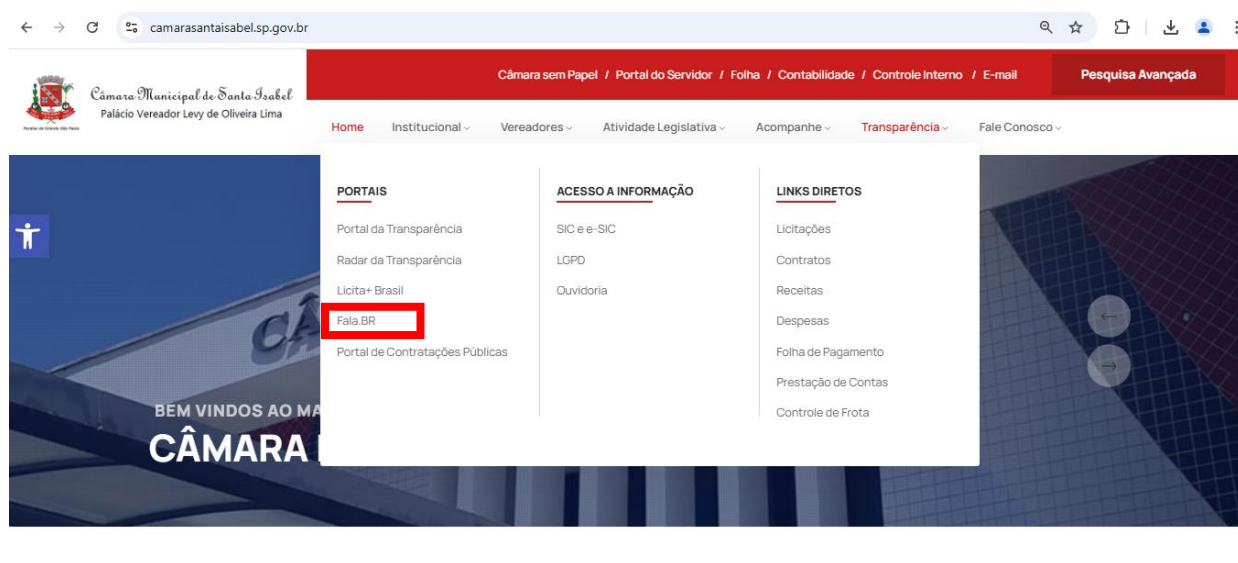 camarasantaisabel.sp.gov.br
Câmara sem Papel / Portal do Servidor / Folha / Contabilidade / Controle Interno / E-mail
Pesquisa Avançada
Câmara Municipal de Santa Isabel
Palácio Vereador Levy de Oliveira Lima
Home Institucional Vereadores Atividade Legislativa Acompanhe Transparência Fale Conosco
PORTAIS
Portal da Transparência
Radar da Transparência
Licita+ Brasil
Fala.BR
Portal de Contratações Públicas
ACESSO A INFORMAÇÃO
SIC e e-SIC
LGPD
Ouvidoria
LINKS DIRETOS
Licitações
Contratos
Receitas
Despesas
Folha de Pagamento
Prestação de Contas
Controle de Frota
CÂ
BEM VINDOS AO MA
CÂMARA